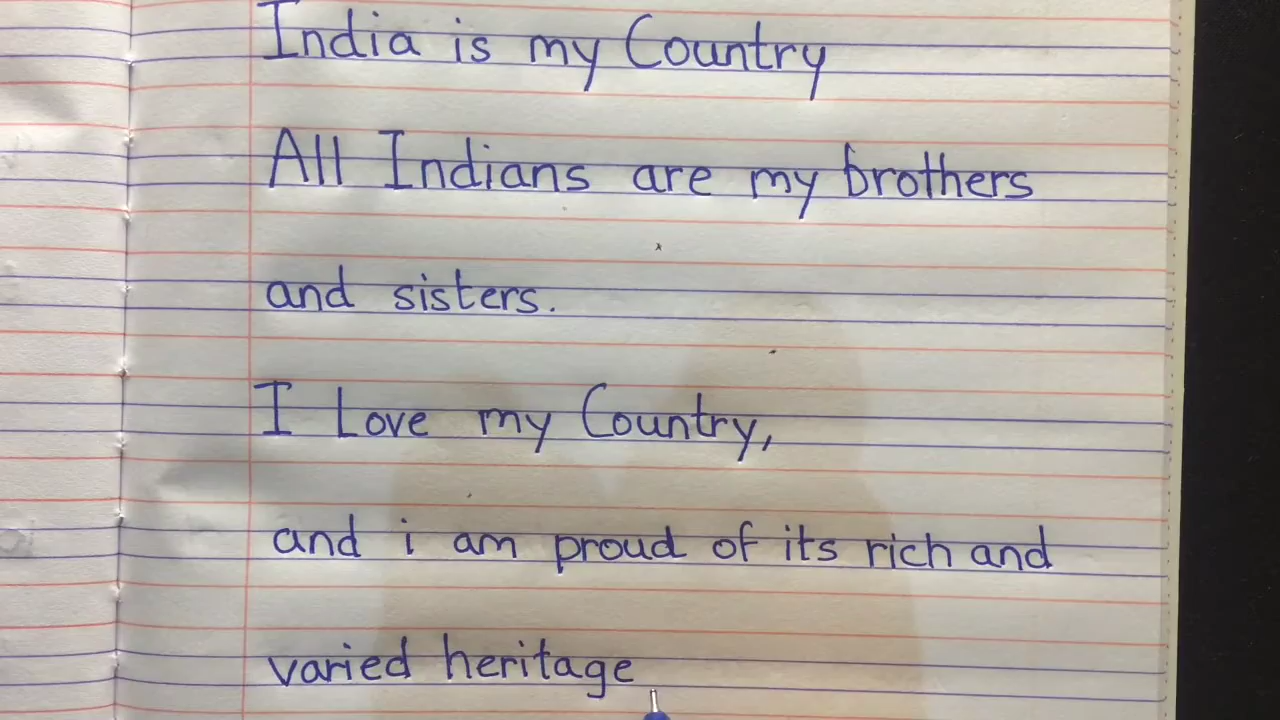 India is my Country
All Indians are my brothers
and sisters.
I Love my Country,
and i am proud of its rich and
varied heritage